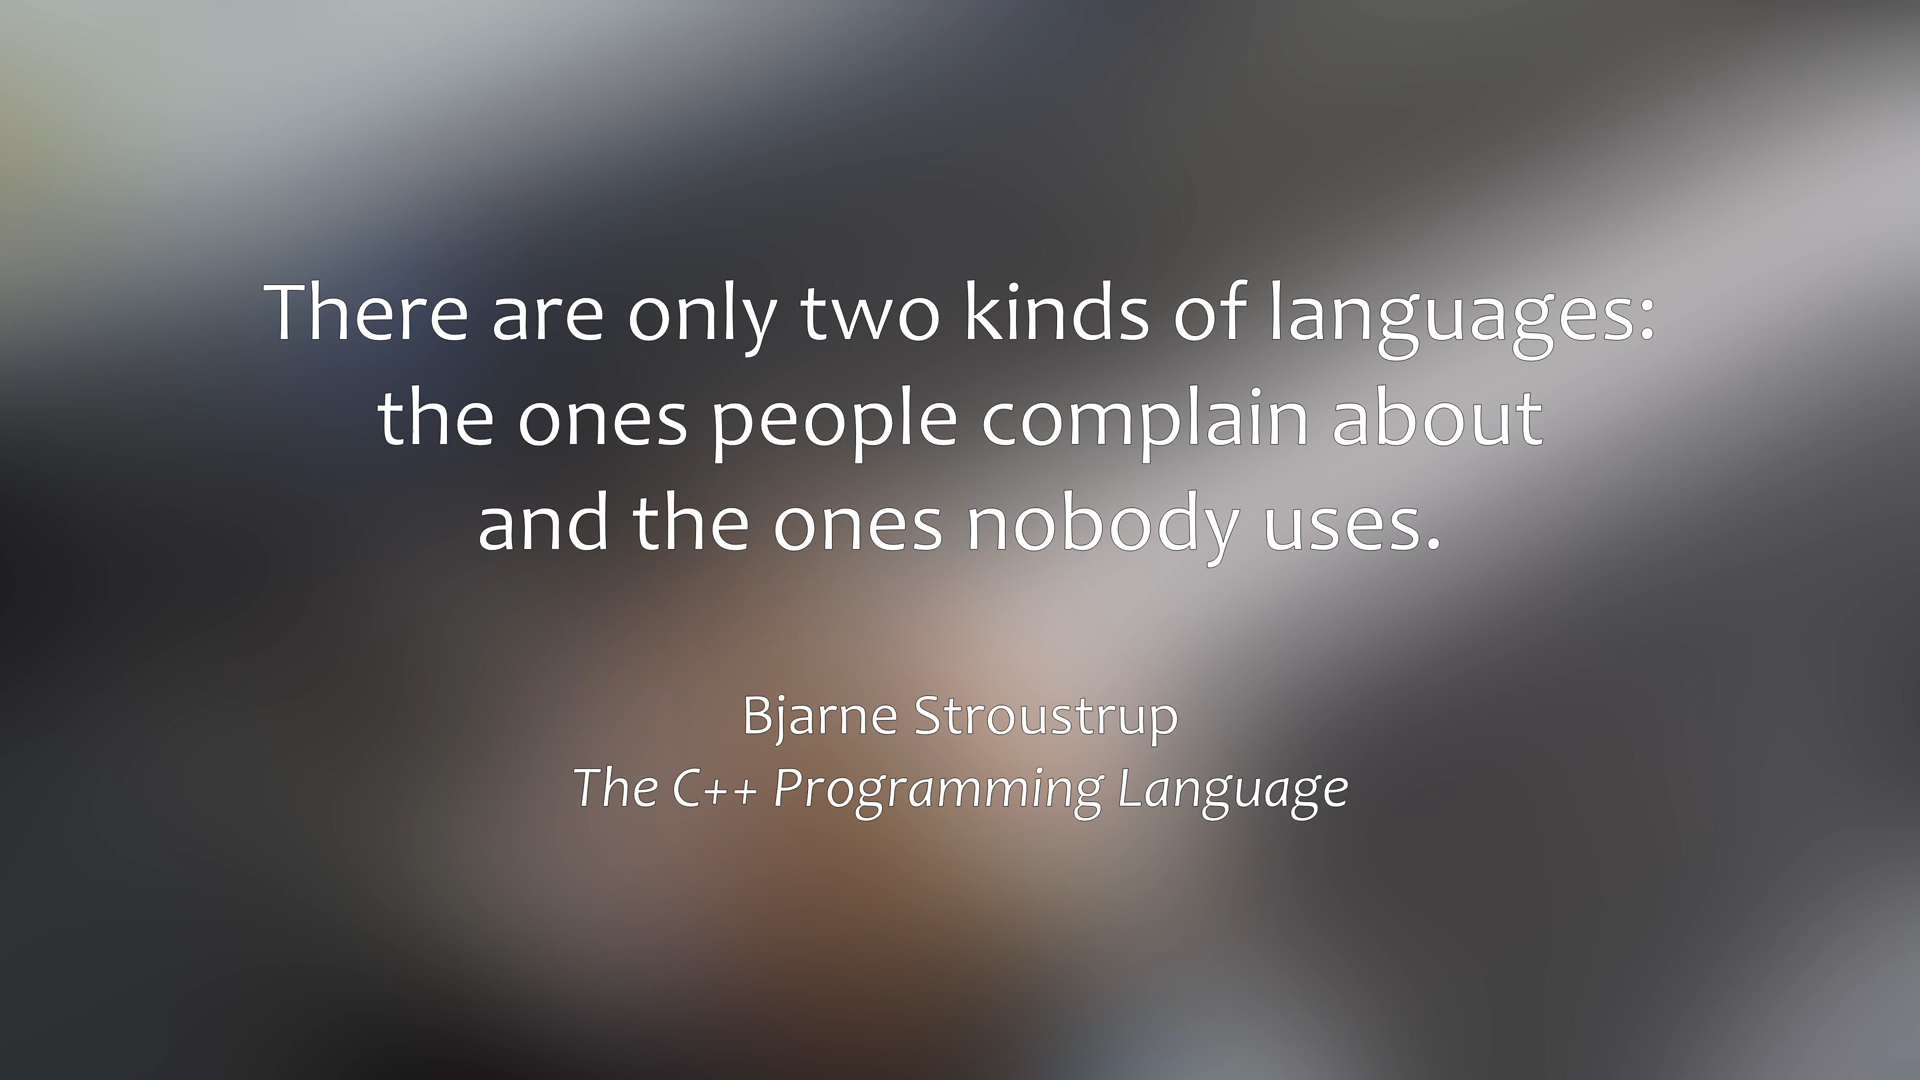 There are only two kinds of languages:
the ones people complain about
and the ones nobody uses.
Bjarne Stroustrup
The C++ Programming Language